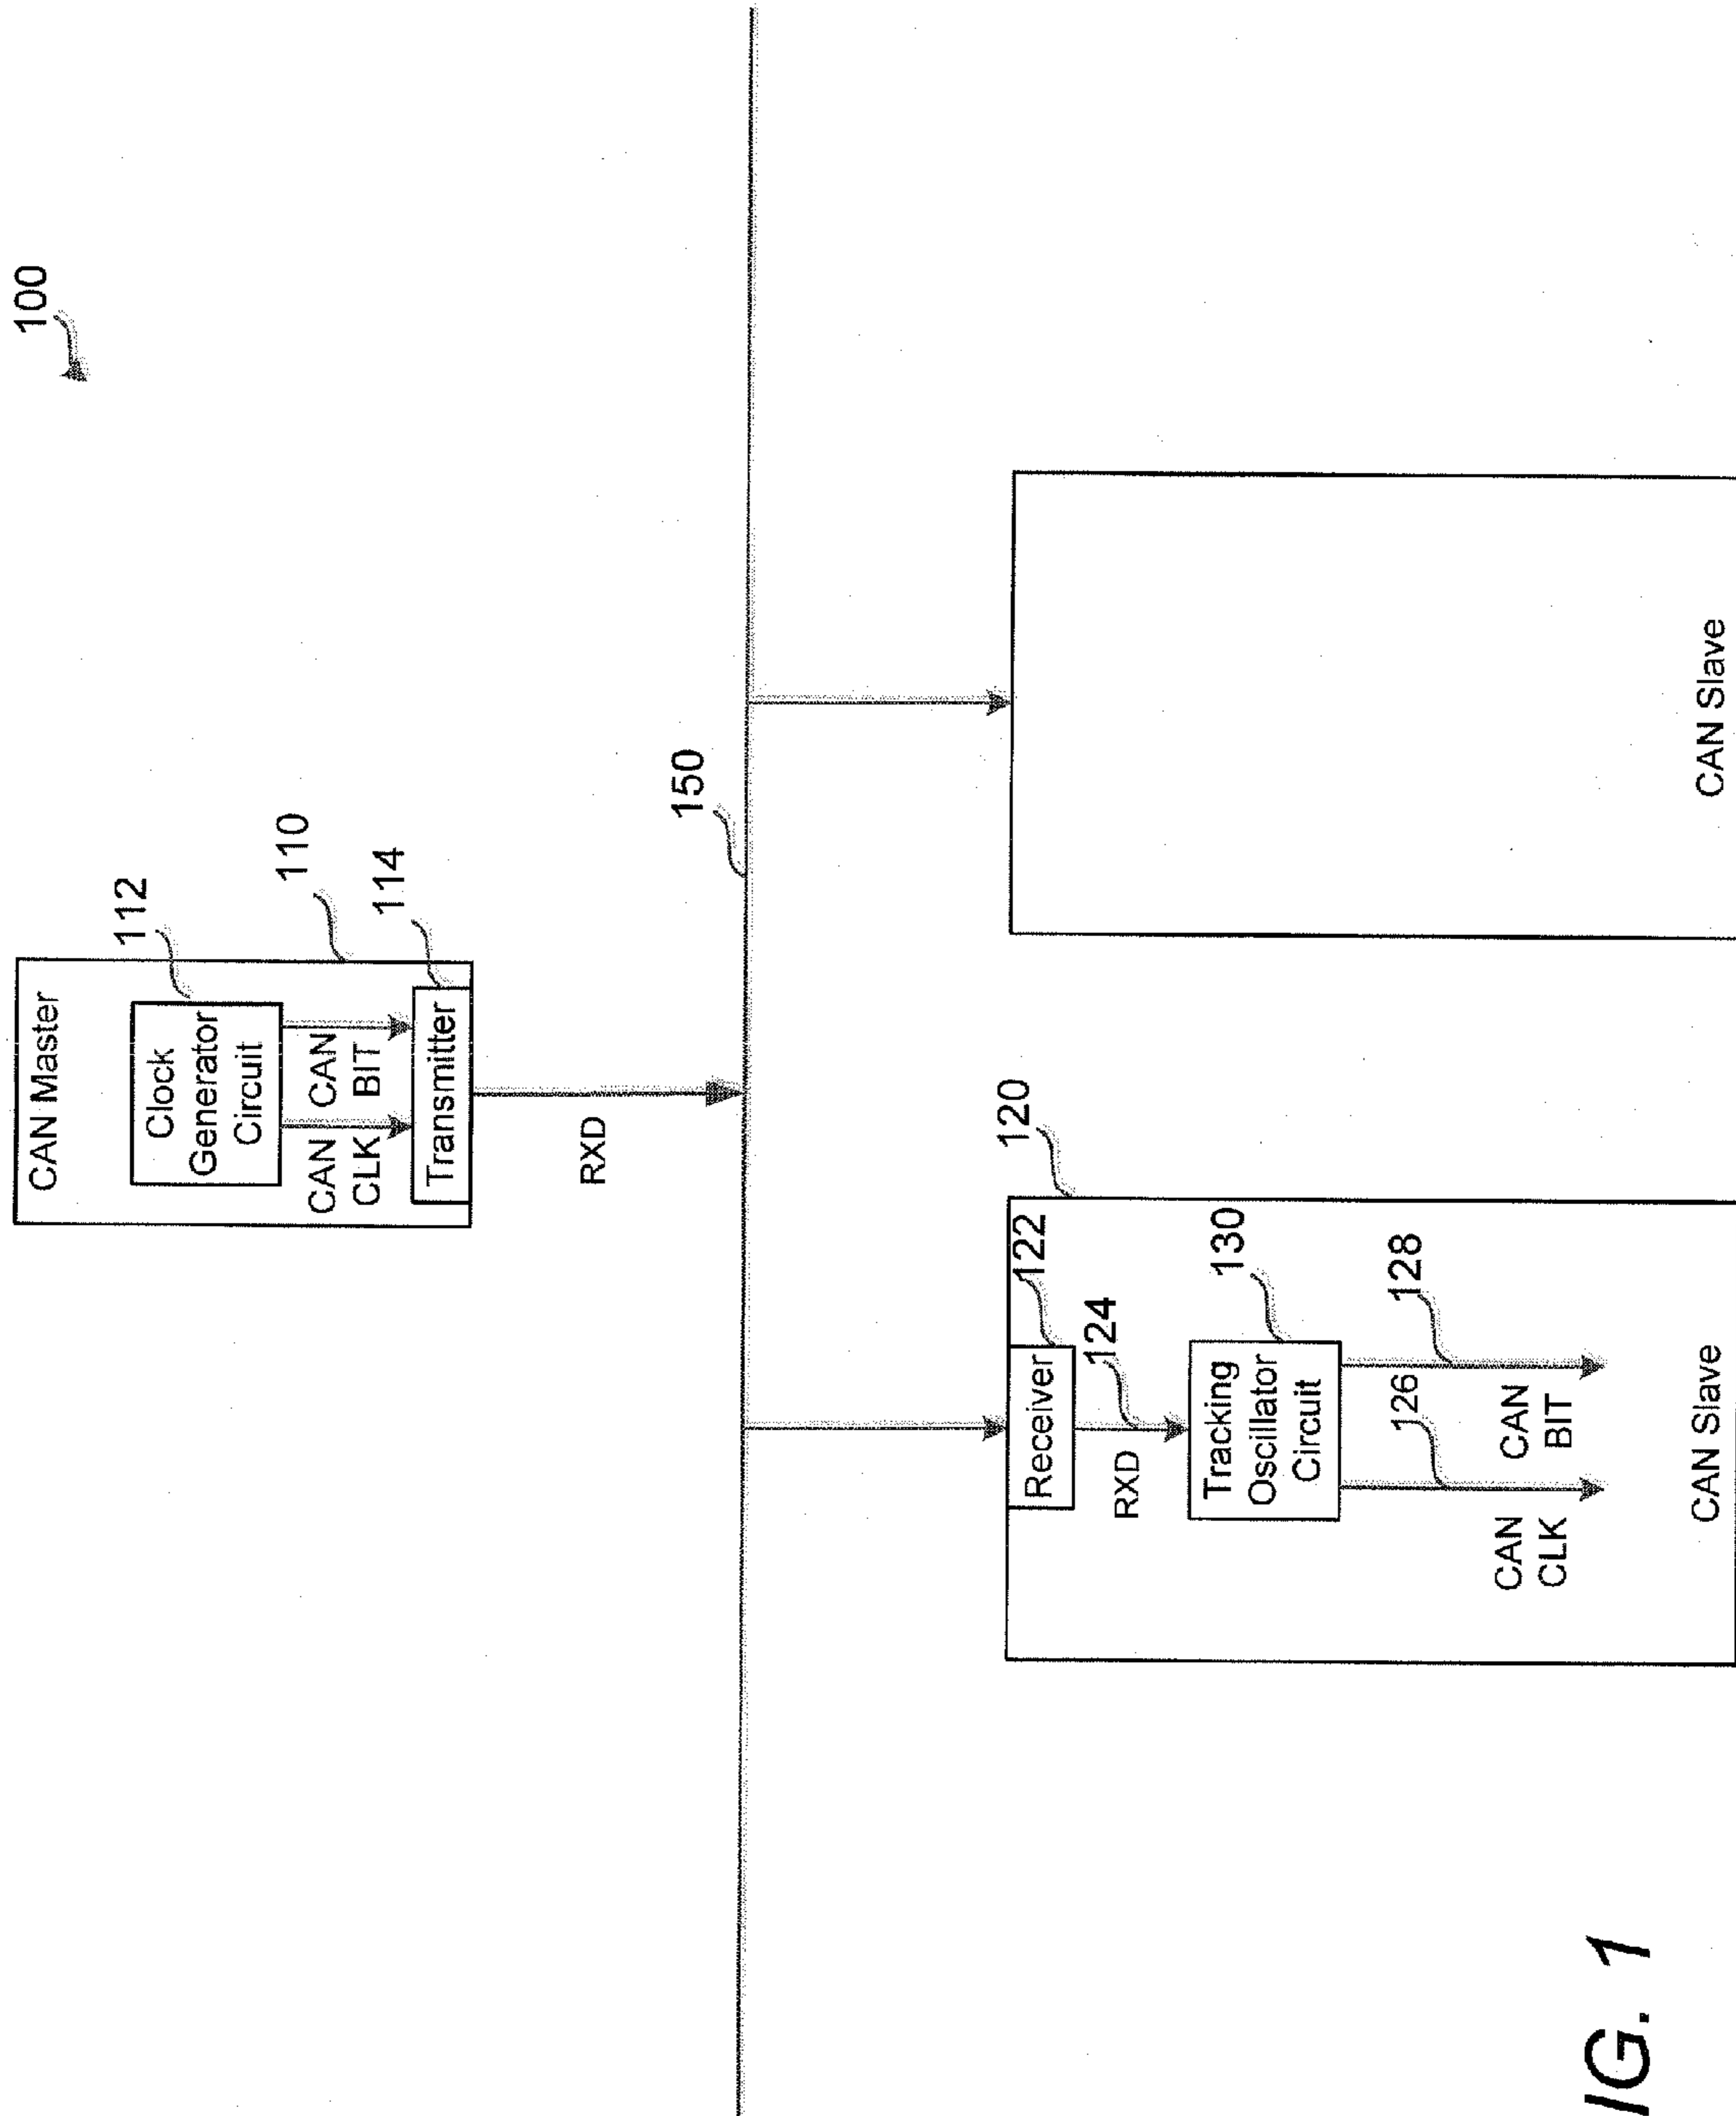 100
CAN Master
112
Clock
Generator
Circuit
110
CAN CAN
CLK BIT
114
Transmitter
RXD
150
120
122
Receiver
124
RXD
130
Tracking
Oscillator
Circuit
126
128
CAN CAN
CLK BIT
CAN Slave
CAN Slave
IG. 1